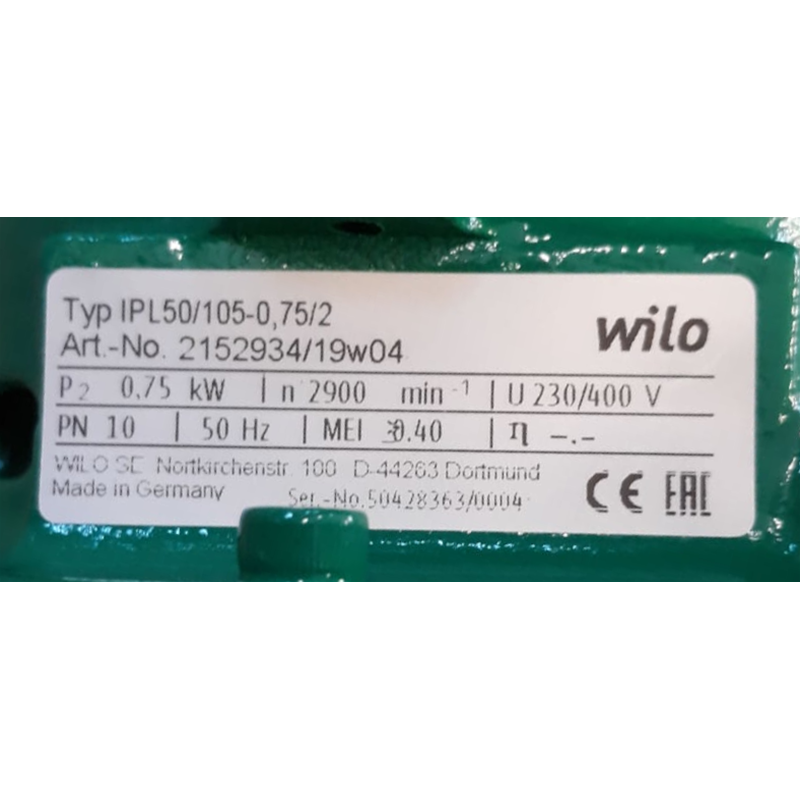 Typ IPL50/105-0,75/2
wilo
Art.-No. 2152934/19w04
P2 0.75 kW | n 2900 min -1 | U 230/400 V
PN 10 | 50 Hz | MEI ≥0.40 | η -.-
WILO SE Nortkirchenstr. 100 D-44263 Dortmund
Made in Germany Ser.-No.50428363/0004
CE EAC